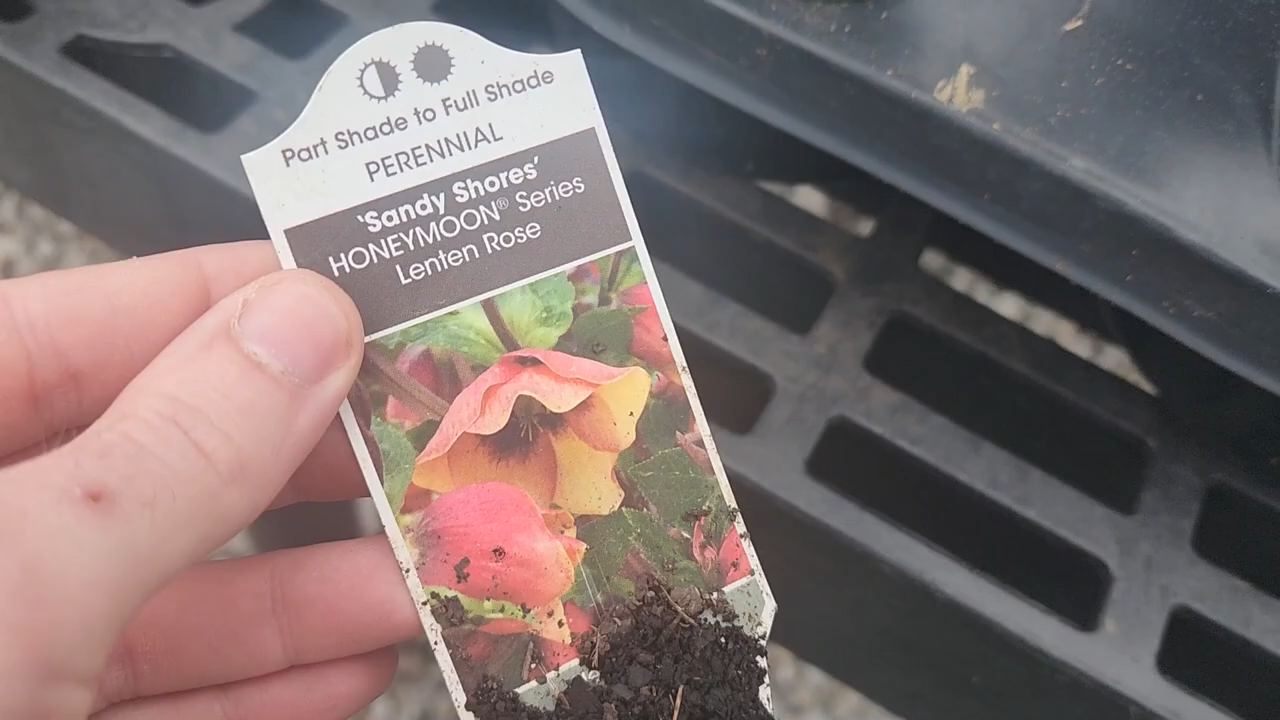 Part Shade to Full Shade
PERENNIAL
'Sandy Shores'
HONEYMOON® Series
Lenten Rose